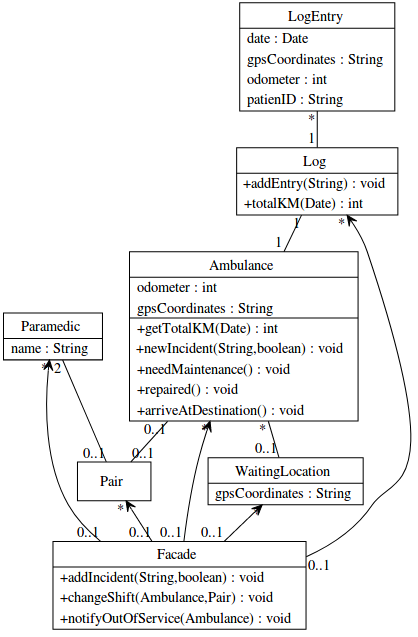 LogEntry
date : Date
gpsCoordinates : String
odometer : int
patienID : String
*
1
Log
+addEntry(String) : void
+totalKM(Date) : int
1
*
1
Ambulance
odometer : int
gpsCoordinates : String
+getTotalKM(Date) : int
+newIncident(String,boolean) : void
+needMaintenance() : void
+repaired() : void
+arriveAtDestination() : void
Paramedic
name : String
* 2
0..1
* *
0..1 0..1 0..1
Pair
WaitingLocation
gpsCoordinates : String
* *
0..1 0..1 0..1 0..1
Facade
0..1
+addIncident(String,boolean) : void
+changeShift(Ambulance,Pair) : void
+notifyOutOfService(Ambulance) : void